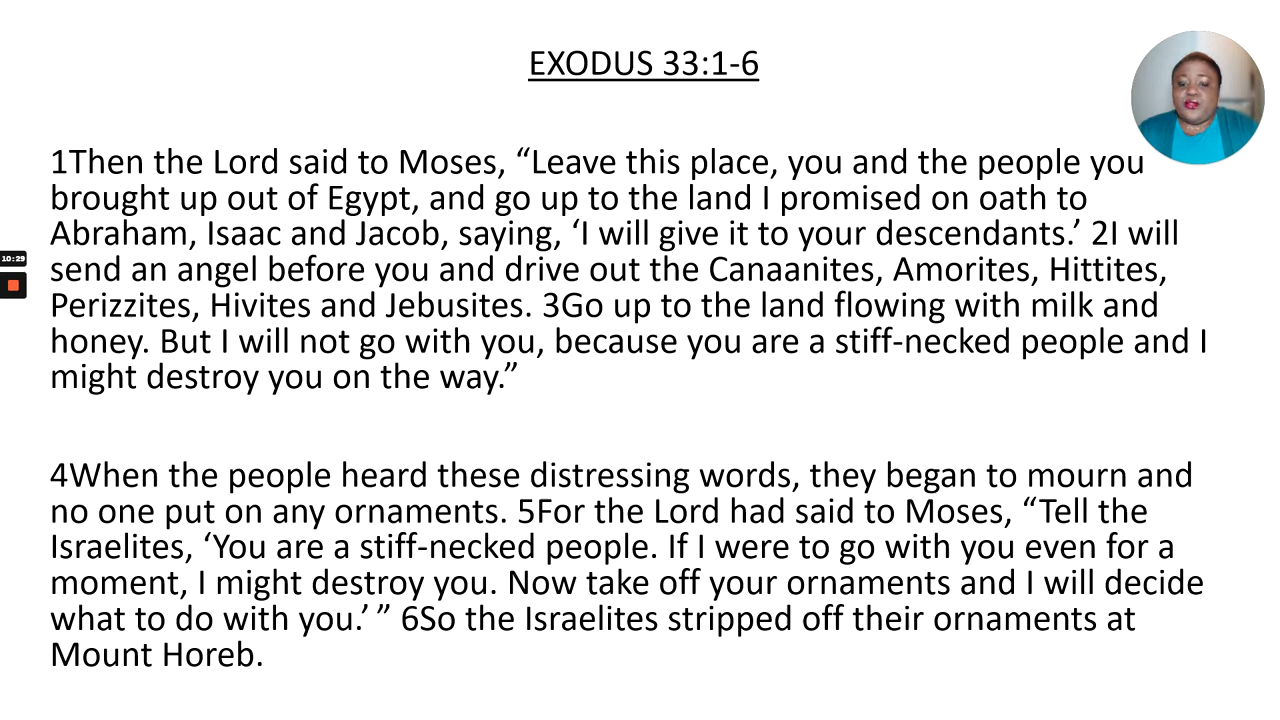 EXODUS 33:1-6
1Then the Lord said to Moses, “Leave this place, you and the people you
brought up out of Egypt, and go up to the land I promised on oath to
Abraham, Isaac and Jacob, saying, ‘I will give it to your descendants.’ 2I will
send an angel before you and drive out the Canaanites, Amorites, Hittites,
Perizzites, Hivites and Jebusites. 3Go up to the land flowing with milk and
honey. But I will not go with you, because you are a stiff-necked people and I
might destroy you on the way.”
4When the people heard these distressing words, they began to mourn and
no one put on any ornaments. 5For the Lord had said to Moses, “Tell the
Israelites, ‘You are a stiff-necked people. If I were to go with you even for a
moment, I might destroy you. Now take off your ornaments and I will decide
what to do with you.’ ” 6So the Israelites stripped off their ornaments at
Mount Horeb.
10:29